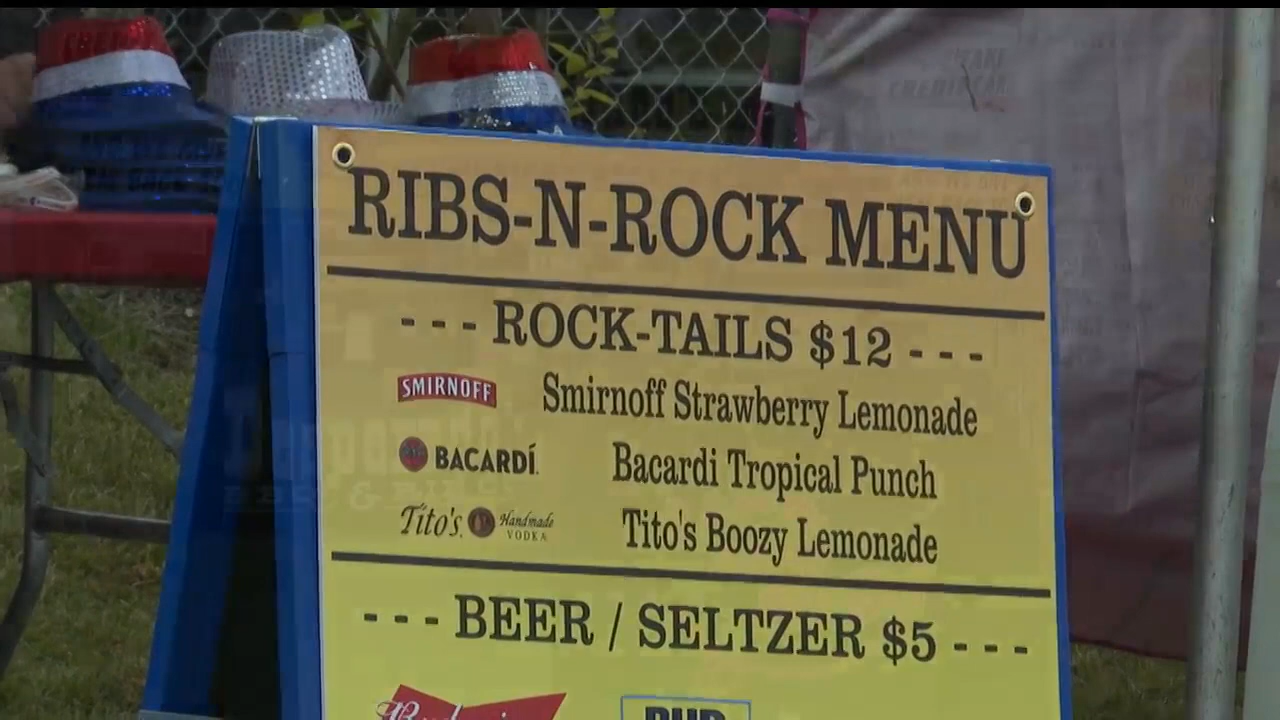 RIBS-N-ROCK MENU
- - - ROCK-TAILS $12 - - -
SMIRNOFF Smirnoff Strawberry Lemonade
BACARDÍ. Bacardi Tropical Punch
Tito's. Handmade VODKA Tito's Boozy Lemonade
- - - BEER / SELTZER $5 - - -